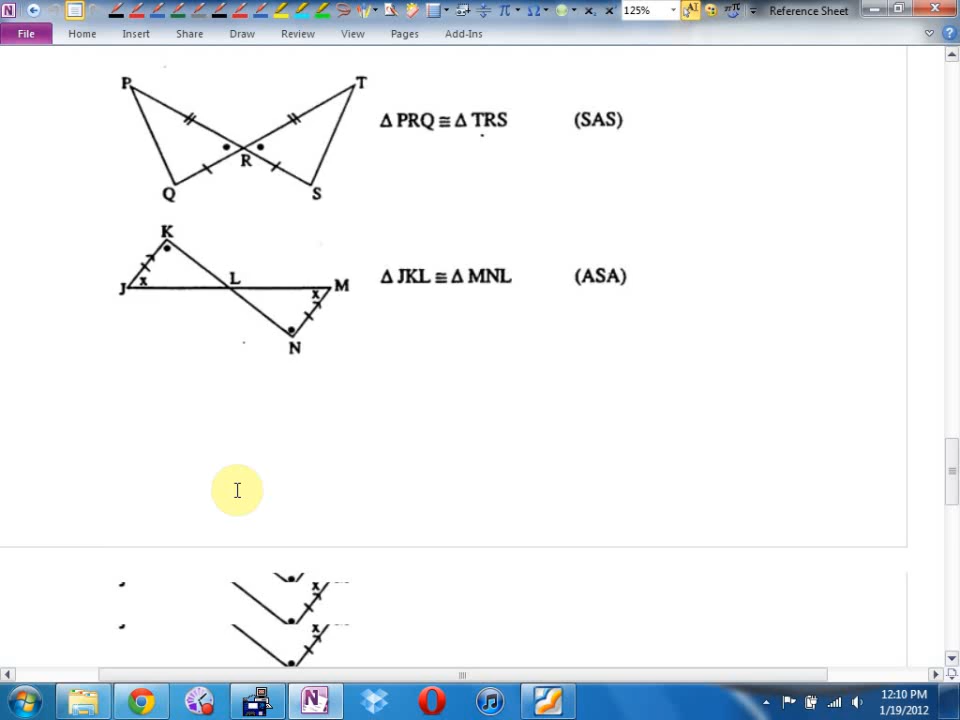 125%
Reference Sheet
File Home Insert Share Draw Review View Pages Add-Ins
P T
Δ PRQ ≅ Δ TRS (SAS)
R
Q S
K
L
J x x M
Δ JKL ≅ Δ MNL (ASA)
N
x
x
12:10 PM
1/19/2012